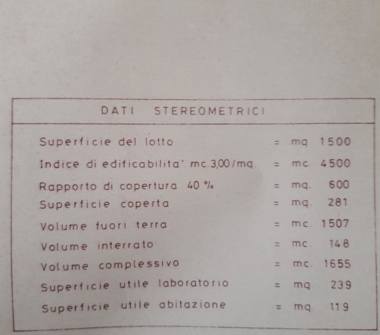 DATI STEREOMETRICI
Superficie del lotto = mq 1500
Indice di edificabilita' mc.3,00/mq = mc. 4500
Rapporto di copertura 40 % = mq. 600
Superficie coperta = mq. 281
Volume fuori terra = mc. 1507
Volume interrato = mc. 148
Volume complessivo = mc. 1655
Superficie utile laboratorio = mq 239
Superficie utile abitazione = mq. 119